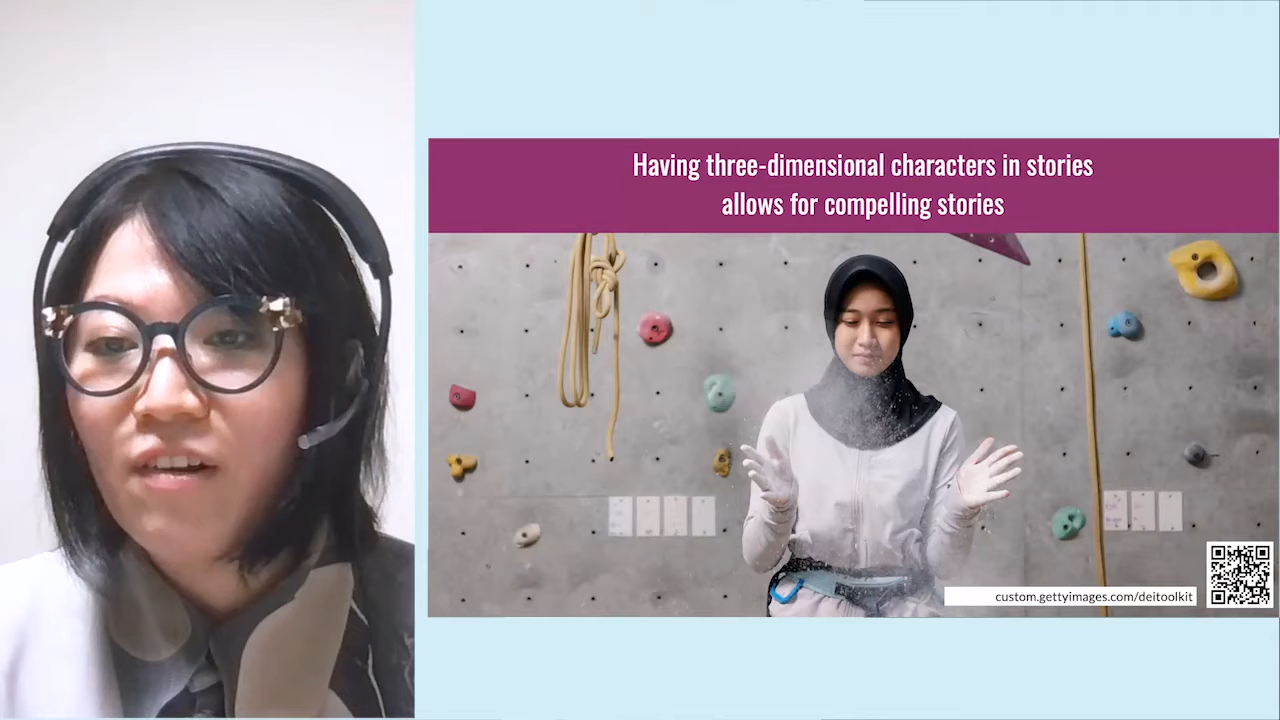 Having three-dimensional characters in stories
allows for compelling stories
custom.gettyimages.com/deitoolkit